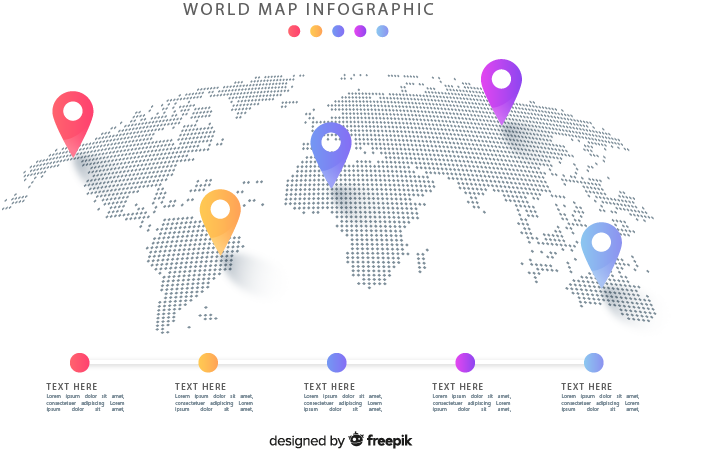 WORLD MAP INFOGRAPHIC
TEXT HERE
Lorem ipsum dolor sit amet,
consectetuer adipiscing Lorem
ipsum dolor sit amet,
TEXT HERE
Lorem ipsum dolor sit amet,
consectetuer adipiscing Lorem
ipsum dolor sit amet,
TEXT HERE
Lorem ipsum dolor sit amet,
consectetuer adipiscing Lorem
ipsum dolor sit amet,
TEXT HERE
Lorem ipsum dolor sit amet,
consectetuer adipiscing Lorem
ipsum dolor sit amet,
TEXT HERE
Lorem ipsum dolor sit amet,
consectetuer adipiscing Lorem
ipsum dolor sit amet,
designed by freepik